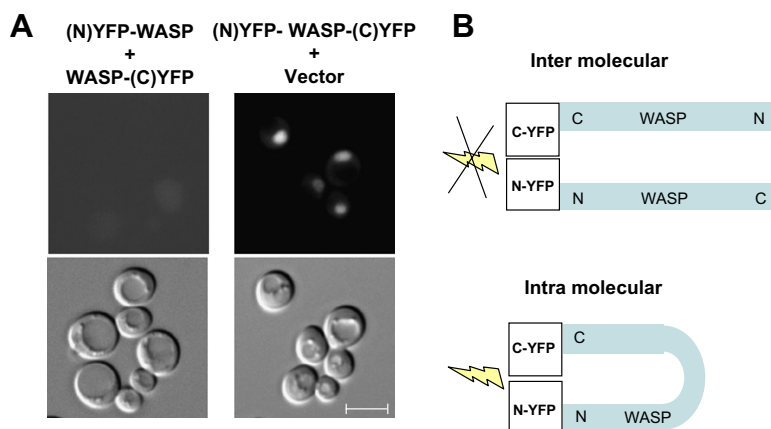 A
(N)YFP-WASP
+
WASP-(C)YFP
(N)YFP- WASP-(C)YFP
+
Vector
B
Inter molecular
C-YFP
C WASP N
N-YFP
N WASP C
Intra molecular
C-YFP
C
N-YFP
N WASP